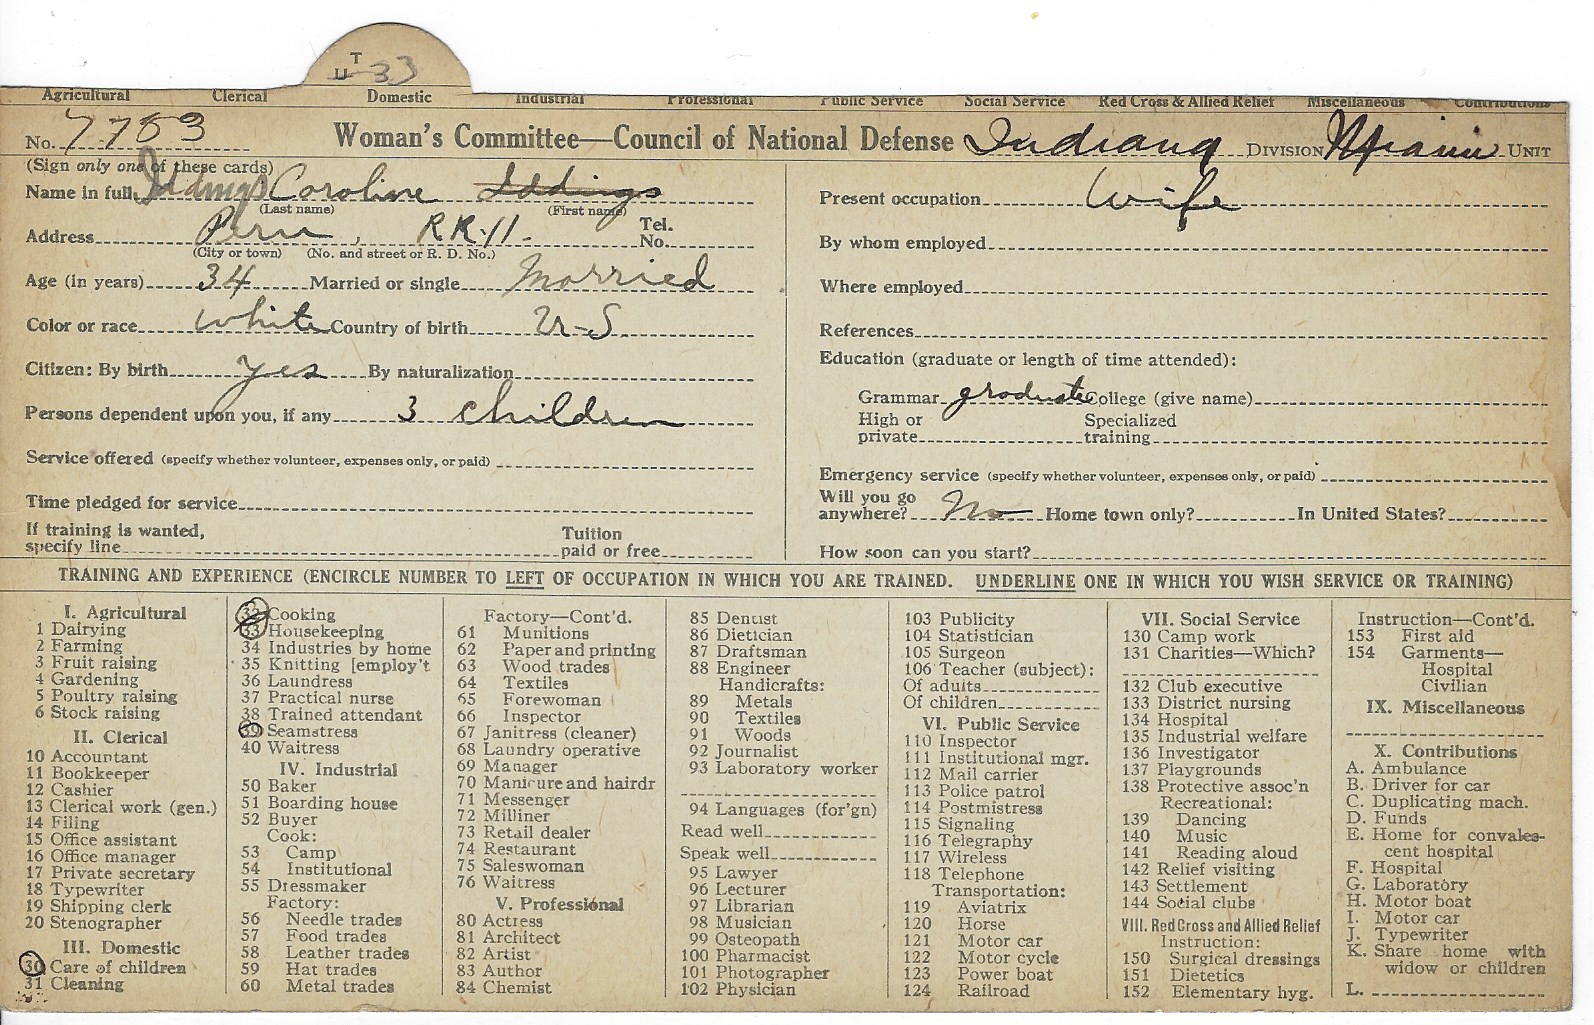 T
U 33
Agricultural Clerical Domestic Industrial Professional Public Service Social Service Red Cross & Allied Relief Miscellaneous Contributions
No. 7753 Woman's Committee—Council of National Defense Indiana DIVISION Miami UNIT
(Sign only one of these cards)
Name in full Iddings Caroline Iddings
(Last name) (First name)
Address Peru, RR-11. Tel. No.
(City or town) (No. and street or R. D. No.)
Age (in years) 34 Married or single Married
Color or race White Country of birth U-S
Citizen: By birth yes By naturalization
Persons dependent upon you, if any 3 children
Service offered (specify whether volunteer, expenses only, or paid)
Time pledged for service
If training is wanted, specify line Tuition paid or free
Present occupation Wife
By whom employed
Where employed
References
Education (graduate or length of time attended):
Grammar graduate College (give name)
High or private Specialized training
Emergency service (specify whether volunteer, expenses only, or paid)
Will you go anywhere? No Home town only? In United States?
How soon can you start?
TRAINING AND EXPERIENCE (ENCIRCLE NUMBER TO LEFT OF OCCUPATION IN WHICH YOU ARE TRAINED. UNDERLINE ONE IN WHICH YOU WISH SERVICE OR TRAINING)
I. Agricultural
1 Dairying
2 Farming
3 Fruit raising
4 Gardening
5 Poultry raising
6 Stock raising
II. Clerical
10 Accountant
11 Bookkeeper
12 Cashier
13 Clerical work (gen.)
14 Filing
15 Office assistant
16 Office manager
17 Private secretary
18 Typewriter
19 Shipping clerk
20 Stenographer
III. Domestic
30 Care of children
31 Cleaning
32 Cooking
33 Housekeeping
34 Industries by home
35 Knitting [employ't
36 Laundress
37 Practical nurse
38 Trained attendant
39 Seamstress
40 Waitress
IV. Industrial
50 Baker
51 Boarding house
52 Buyer
Cook:
53 Camp
54 Institutional
55 Dressmaker
Factory:
56 Needle trades
57 Food trades
58 Leather trades
59 Hat trades
60 Metal trades
Factory—Cont'd.
61 Munitions
62 Paper and printing
63 Wood trades
64 Textiles
65 Forewoman
66 Inspector
67 Janitress (cleaner)
68 Laundry operative
69 Manager
70 Manicure and hairdr
71 Messenger
72 Milliner
73 Retail dealer
74 Restaurant
75 Saleswoman
76 Waitress
V. Professional
80 Actress
81 Architect
82 Artist
83 Author
84 Chemist
85 Dentist
86 Dietician
87 Draftsman
88 Engineer
Handicrafts:
89 Metals
90 Textiles
91 Woods
92 Journalist
93 Laboratory worker
94 Languages (for'gn)
Read well
Speak well
95 Lawyer
96 Lecturer
97 Librarian
98 Musician
99 Osteopath
100 Pharmacist
101 Photographer
102 Physician
103 Publicity
104 Statistician
105 Surgeon
106 Teacher (subject):
Of adults
Of children
VI. Public Service
110 Inspector
111 Institutional mgr.
112 Mail carrier
113 Police patrol
114 Postmistress
115 Signaling
116 Telegraphy
117 Wireless
118 Telephone
Transportation:
119 Aviatrix
120 Horse
121 Motor car
122 Motor cycle
123 Power boat
124 Railroad
VII. Social Service
130 Camp work
131 Charities—Which?
132 Club executive
133 District nursing
134 Hospital
135 Industrial welfare
136 Investigator
137 Playgrounds
138 Protective assoc'n
Recreational:
139 Dancing
140 Music
141 Reading aloud
142 Relief visiting
143 Settlement
144 Social clubs
VIII. Red Cross and Allied Relief
Instruction:
150 Surgical dressings
151 Dietetics
152 Elementary hyg.
Instruction—Cont'd.
153 First aid
154 Garments—
Hospital
Civilian
IX. Miscellaneous
X. Contributions
A. Ambulance
B. Driver for car
C. Duplicating mach.
D. Funds
E. Home for convales-
cent hospital
F. Hospital
G. Laboratory
H. Motor boat
I. Motor car
J. Typewriter
K. Share home with
widow or children
L.